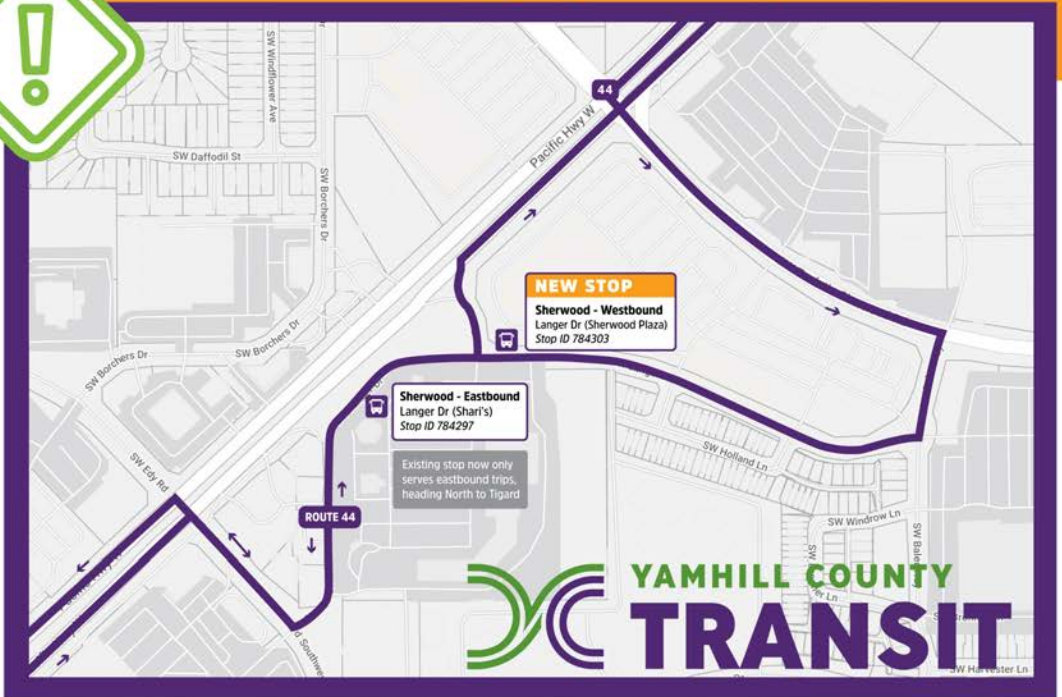 SW Windflower Ave
44
Pacific Hwy W
SW Daffodil St
SW Borchers Dr
NEW STOP
Sherwood - Westbound
Langer Dr (Sherwood Plaza)
Stop ID 784303
SW Borchers Dr
SW Borchers Dr
Sherwood - Eastbound
Langer Dr (Shari's)
Stop ID 784297
SW Holland Ln
SW Edy Rd
Existing stop now only
serves eastbound trips,
heading North to Tigard
ROUTE 44
SW Windrow Ln
YAMHILL COUNTY
TRANSIT
SW Harvester Ln